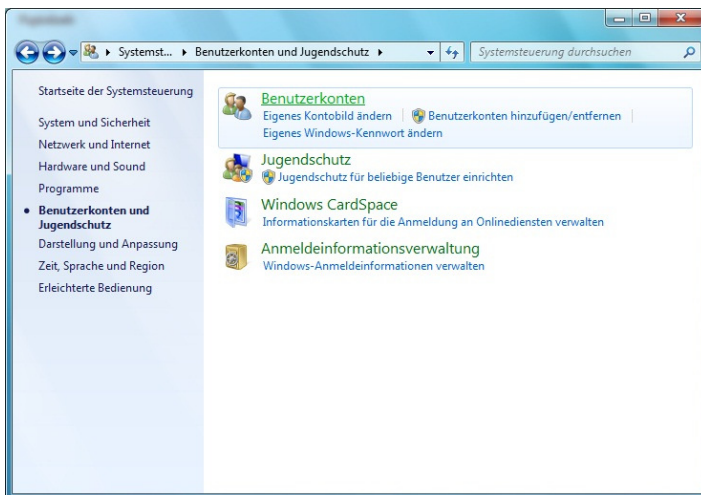 Systemst... Benutzerkonten und Jugendschutz Systemsteuerung durchsuchen
Startseite der Systemsteuerung
System und Sicherheit
Netzwerk und Internet
Hardware und Sound
Programme
Benutzerkonten und
Jugendschutz
Darstellung und Anpassung
Zeit, Sprache und Region
Erleichterte Bedienung
Benutzerkonten
Eigenes Kontobild ändern Benutzerkonten hinzufügen/entfernen
Eigenes Windows-Kennwort ändern
Jugendschutz
Jugendschutz für beliebige Benutzer einrichten
Windows CardSpace
Informationskarten für die Anmeldung an Onlinediensten verwalten
Anmeldeinformationsverwaltung
Windows-Anmeldeinformationen verwalten